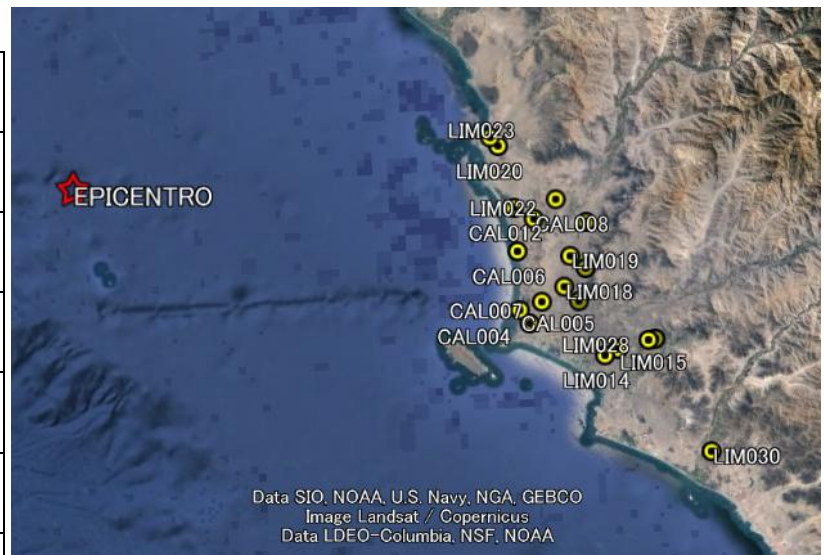 LIM023
LIM020
EPICENTRO
LIM022
CAL008
CAL012
LIM019
CAL006
LIM018
CAL007
CAL005
CAL004
LIM028
LIM015
LIM014
LIM030
Data SIO, NOAA, U.S. Navy, NGA, GEBCO
Image Landsat / Copernicus
Data LDEO-Columbia, NSF, NOAA